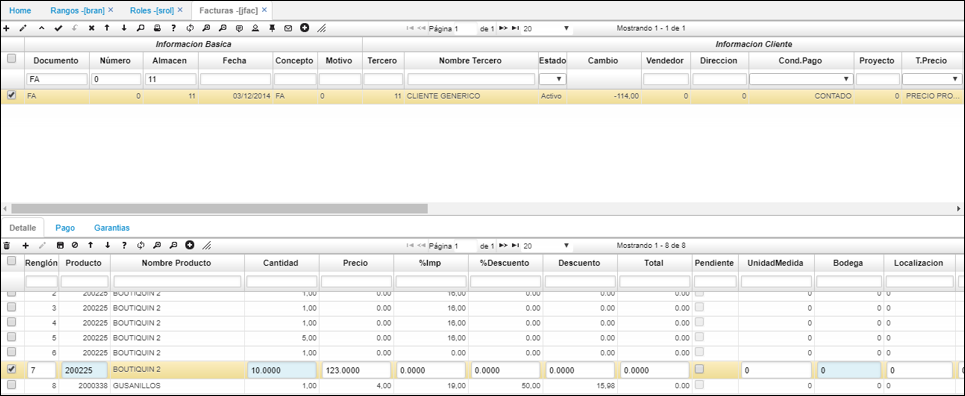 Home Rangos -[bran] × Roles -[srol] × Facturas -[jfac] ×
Página 1 de 1 20 Mostrando 1 - 1 de 1
Informacion Basica Informacion Cliente
Documento Número Almacen Fecha Concepto Motivo Tercero Nombre Tercero Estado Cambio Vendedor Direccion Cond.Pago Proyecto T.Precio
FA 0 11
FA 0 11 03/12/2014 FA 0 11 CLIENTE GENERICO Activo -114,00 0 0 CONTADO 0 PRECIO PRO...
Detalle Pago Garantias
Página 1 de 1 20 Mostrando 1 - 8 de 8
Renglón Producto Nombre Producto Cantidad Precio %Imp %Descuento Descuento Total Pendiente UnidadMedida Bodega Localizacion
2 200225 BOUTIQUIN 2 1,00 0.00 16,00 0.00 0.00 0.00 0 0 0
3 200225 BOUTIQUIN 2 1,00 0.00 16,00 0.00 0.00 0.00 0 0 0
4 200225 BOUTIQUIN 2 1,00 0.00 16,00 0.00 0.00 0.00 0 0 0
5 200225 BOUTIQUIN 2 5,00 0.00 16,00 0.00 0.00 0.00 0 0 0
6 200225 BOUTIQUIN 2 1,00 0.00 0.00 0.00 0.00 0.00 0 0 0
7 200225 BOUTIQUIN 2 10.0000 123.0000 0.0000 0.0000 0.0000 0.0000 0 0 0
8 2000338 GUSANILLOS 1,00 4,00 19,00 50,00 15,98 0.00 0 0 0